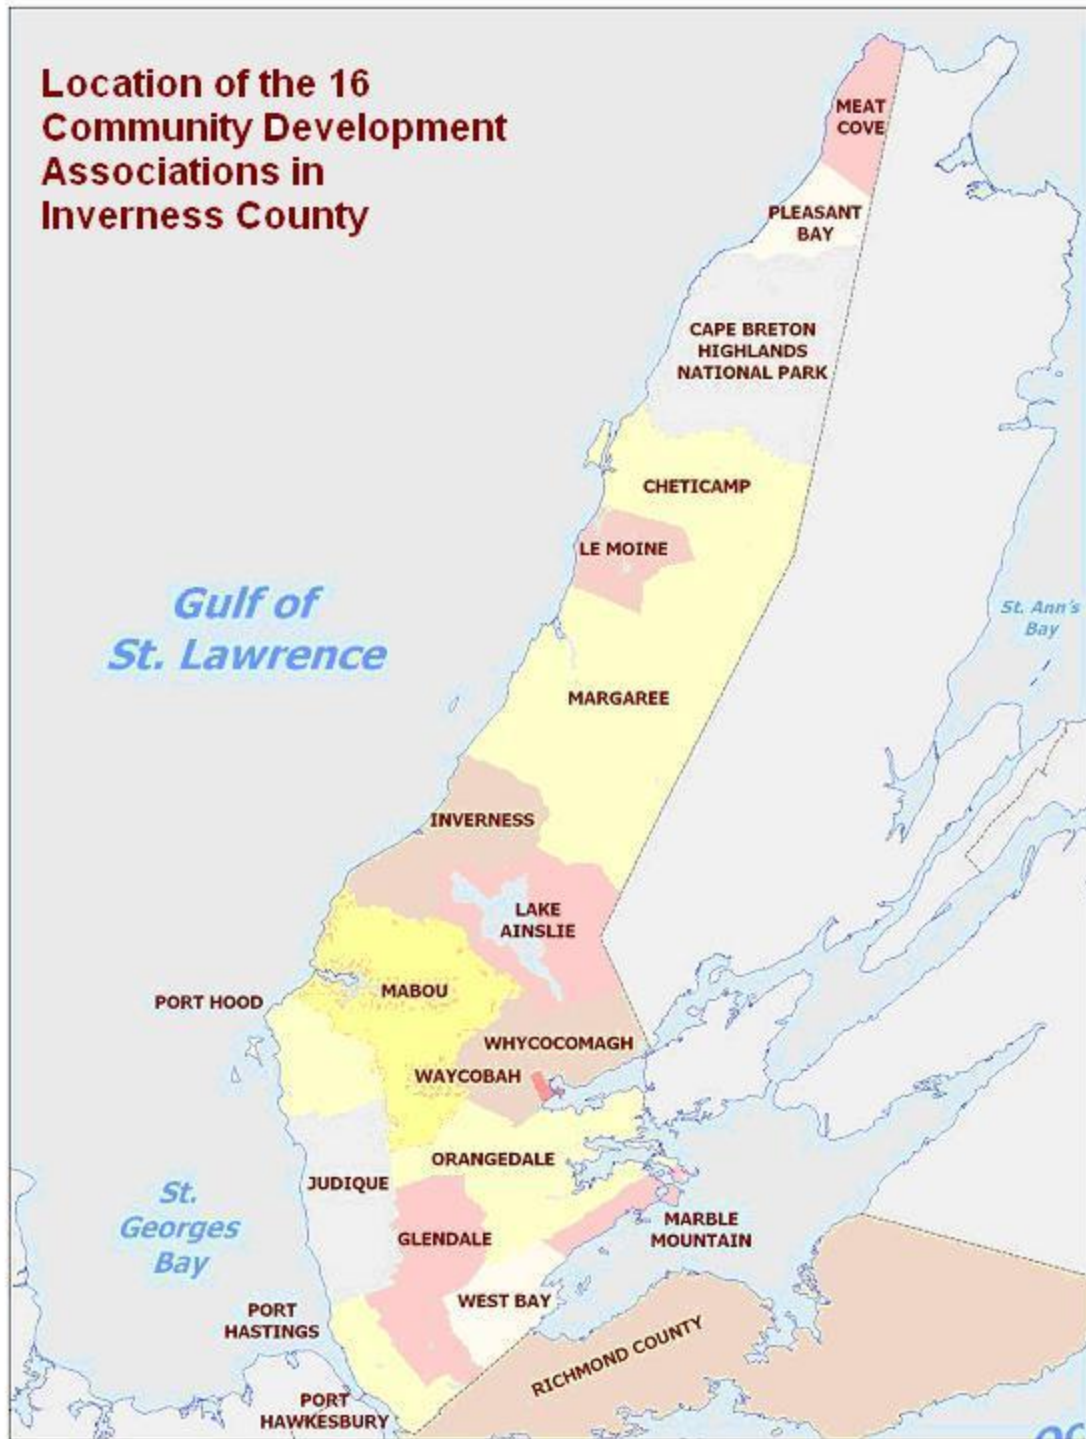 Location of the 16
Community Development
Associations in
Inverness County
MEAT
COVE
PLEASANT
BAY
CAPE BRETON
HIGHLANDS
NATIONAL PARK
CHETICAMP
LE MOINE
Gulf of
St. Lawrence
St. Ann's
Bay
MARGAREE
INVERNESS
LAKE
AINSLIE
MABOU
PORT HOOD
WHYCOCOMAGH
WAYCOBAH
ORANGEDALE
JUDIQUE
St.
Georges
Bay
MARBLE
MOUNTAIN
GLENDALE
WEST BAY
PORT
HASTINGS
RICHMOND COUNTY
PORT
HAWKESBURY